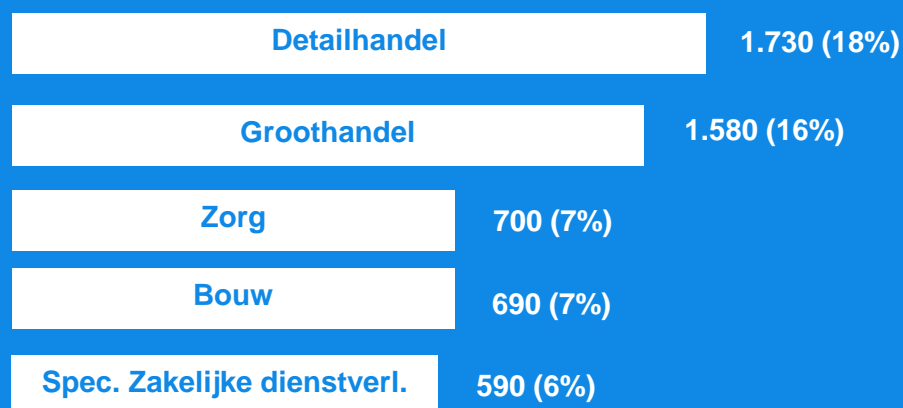 Detailhandel 1.730 (18%)
Groothandel 1.580 (16%)
Zorg 700 (7%)
Bouw 690 (7%)
Spec. Zakelijke dienstverl. 590 (6%)